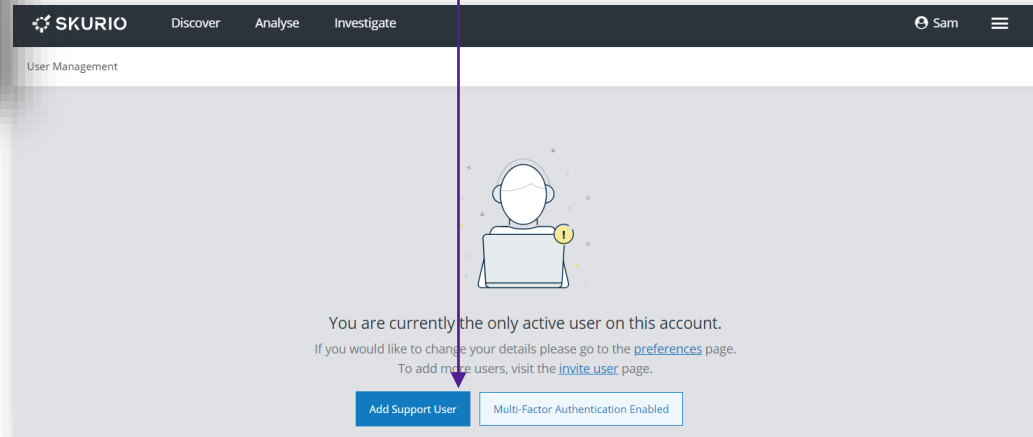 SKURIO Discover Analyse Investigate Sam
User Management
!
You are currently the only active user on this account.
If you would like to change your details please go to the preferences page.
To add more users, visit the invite user page.
Add Support User Multi-Factor Authentication Enabled